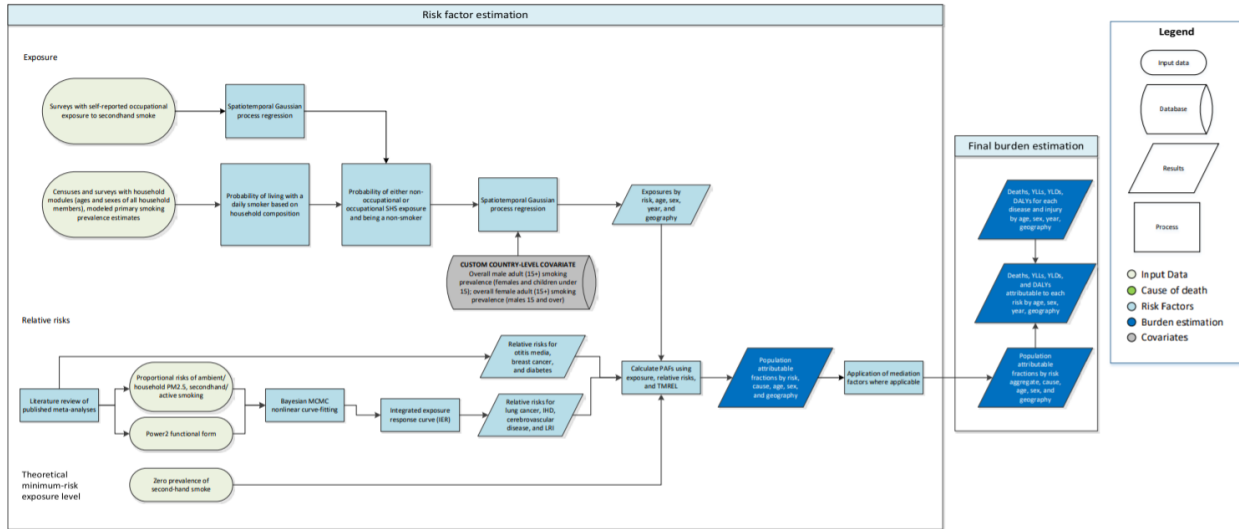 Risk factor estimation
Exposure
Surveys with self-reported occupational
exposure to secondhand smoke
Spatiotemporal Gaussian
process regression
Censuses and surveys with household
modules (ages and sexes of all household
members), modeled primary smoking
prevalence estimates
Probability of living with a
daily smoker based on
household composition
Probability of either non-
occupational or
occupational SHS exposure
and being a non-smoker
Spatiotemporal Gaussian
process regression
Exposures by
risk, age, sex,
year, and
geography
CUSTOM COUNTRY-LEVEL COVARIATE
Overall male adult (15+) smoking
prevalence (females and children under
15); overall female adult (15+) smoking
prevalence (males 15 and over)
Relative risks
Literature review of
published meta-analyses
Proportional risks of ambient/
household PM2.5, secondhand/
active smoking
Power2 functional form
Bayesian MCMC
nonlinear curve-fitting
Integrated exposure
response curve (IER)
Relative risks for
otitis media,
breast cancer,
and diabetes
Relative risks for
lung cancer, IHD,
cerebrovascular
disease, and LRI
Calculate PAFs using
exposure, relative risks,
and TMREL
Population
attributable
fractions by risk,
cause, age, sex,
and geography
Application of mediation
factors where applicable
Theoretical
minimum-risk
exposure level
Zero prevalence of
second-hand smoke
Final burden estimation
Deaths, YLLs, YLDs,
DALYs for each
disease and injury
by age, sex, year,
geography
Deaths, YLLs, YLDs,
and DALYs
attributable to each
risk by age, sex,
year, geography
Population
attributable
fractions by risk
aggregate, cause,
age, sex, and
geography
Legend
Input data
Database
Results
Process
Input Data
Cause of death
Risk Factors
Burden estimation
Covariates